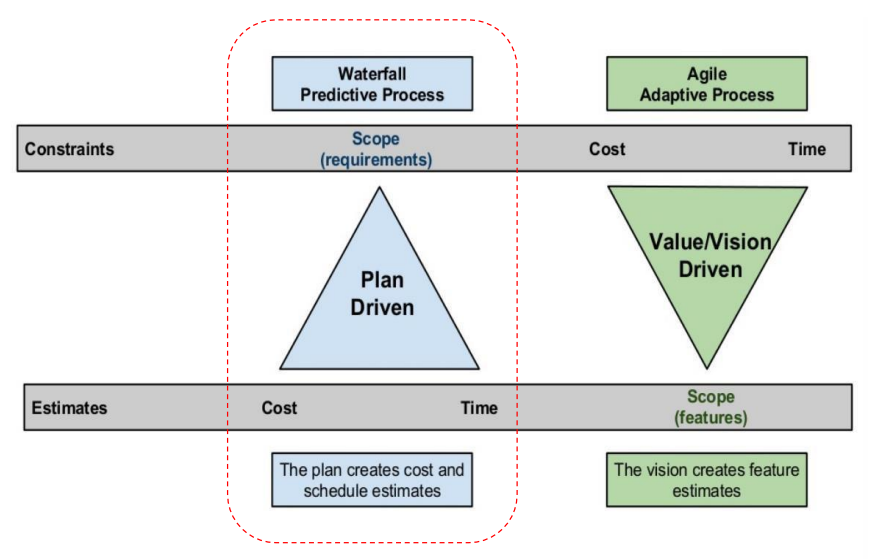 Waterfall
Predictive Process
Agile
Adaptive Process
Constraints
Scope
(requirements)
Cost
Time
Plan
Driven
Value/Vision
Driven
Estimates
Cost
Time
Scope
(features)
The plan creates cost and
schedule estimates
The vision creates feature
estimates